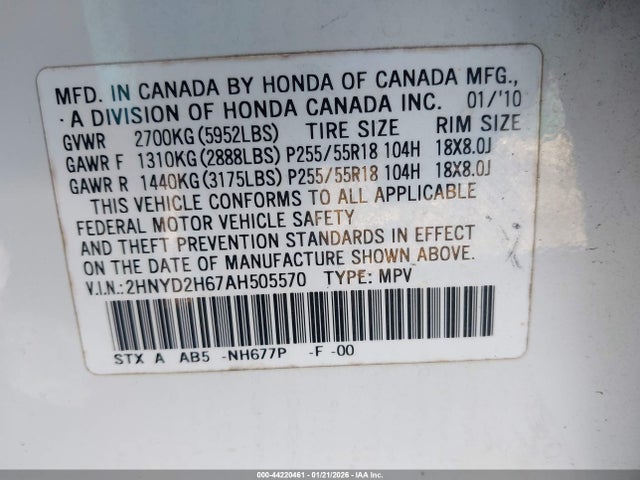 MFD. IN CANADA BY HONDA OF CANADA MFG.,
A DIVISION OF HONDA CANADA INC. 01/'10
GVWR 2700KG(5952LBS) TIRE SIZE RIM SIZE
GAWR F 1310KG(2888LBS) P255/55R18 104H 18X8.0J
GAWR R 1440KG(3175LBS) P255/55R18 104H 18X8.0J
THIS VEHICLE CONFORMS TO ALL APPLICABLE
FEDERAL MOTOR VEHICLE SAFETY
AND THEFT PREVENTION STANDARDS IN EFFECT
ON THE DATE OF MANUFACTURE SHOWN ABOVE.
V.I.N.:2HNYD2H67AH505570 TYPE: MPV
STX A AB5 -NH677P -F -00
000-44220461 - 01/21/2026 - IAA Inc.